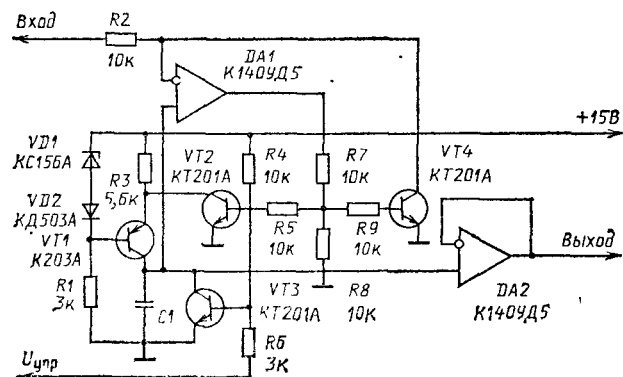 Вход
R2
10к
DA1
К140УД5
+15В
VD1
КС156А
R3
5,6к
VT2
КТ201А
R4
10к
R7
10к
VT4
КТ201А
VD2
КД503А
VT1
К203А
R5
10к
R9
10к
Выход
R1
3к
C1
VT3
КТ201А
R8
10к
DA2
К140УД5
Uупр
R6
3к